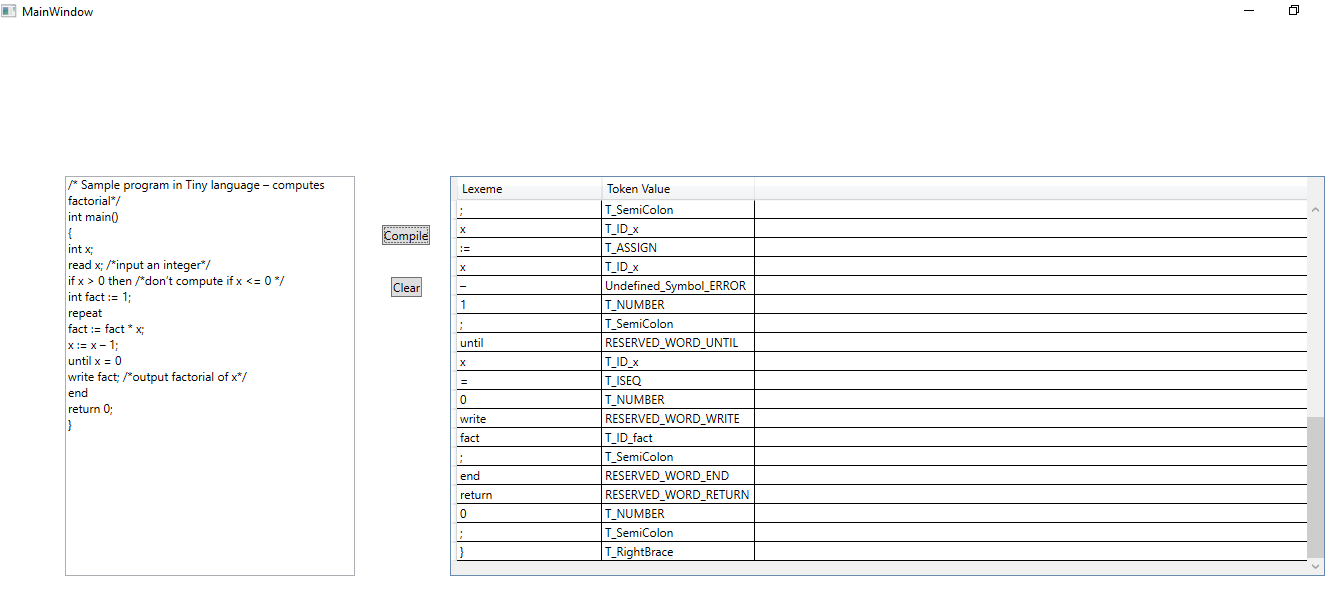 MainWindow
/* Sample program in Tiny language – computes
factorial*/
int main()
{
int x;
read x; /*input an integer*/
if x > 0 then /*don't compute if x <= 0 */
int fact := 1;
repeat
fact := fact * x;
x := x – 1;
until x = 0
write fact; /*output factorial of x*/
end
return 0;
}
Compile
Clear
Lexeme Token Value
; T_SemiColon
x T_ID_x
:= T_ASSIGN
x T_ID_x
– Undefined_Symbol_ERROR
1 T_NUMBER
; T_SemiColon
until RESERVED_WORD_UNTIL
x T_ID_x
= T_ISEQ
0 T_NUMBER
write RESERVED_WORD_WRITE
fact T_ID_fact
; T_SemiColon
end RESERVED_WORD_END
return RESERVED_WORD_RETURN
0 T_NUMBER
; T_SemiColon
} T_RightBrace